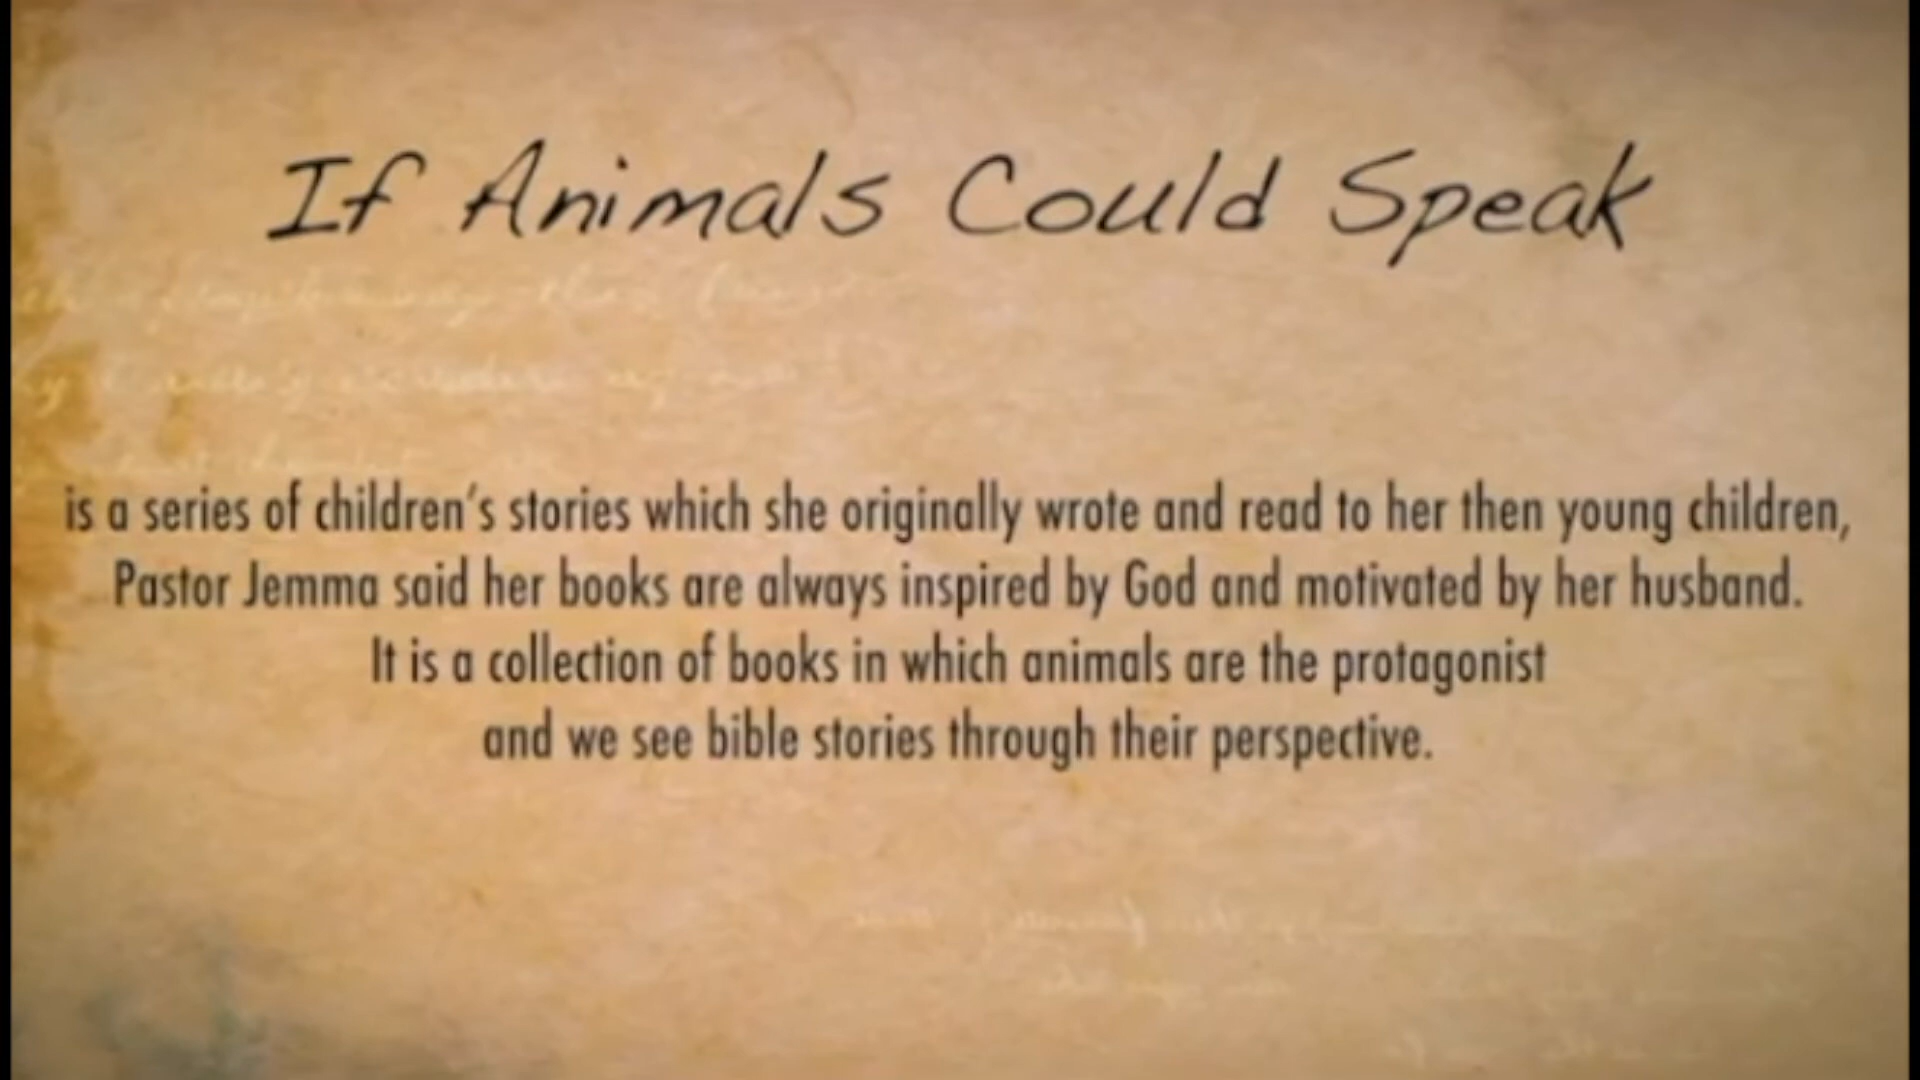 If Animals Could Speak
is a series of children's stories which she originally wrote and read to her then young children,
Pastor Jemma said her books are always inspired by God and motivated by her husband.
It is a collection of books in which animals are the protagonist
and we see bible stories through their perspective.